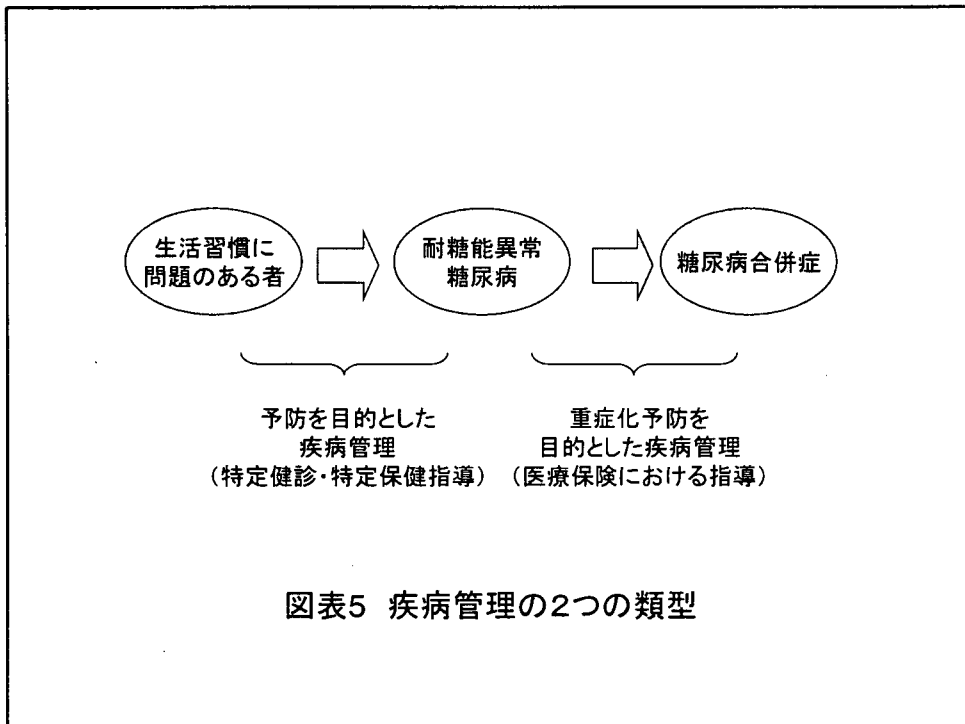 生活習慣に
問題のある者
耐糖能異常
糖尿病
糖尿病合併症
予防を目的とした
疾病管理
（特定健診・特定保健指導）
重症化予防を
目的とした疾病管理
（医療保険における指導）
図表5 疾病管理の2つの類型